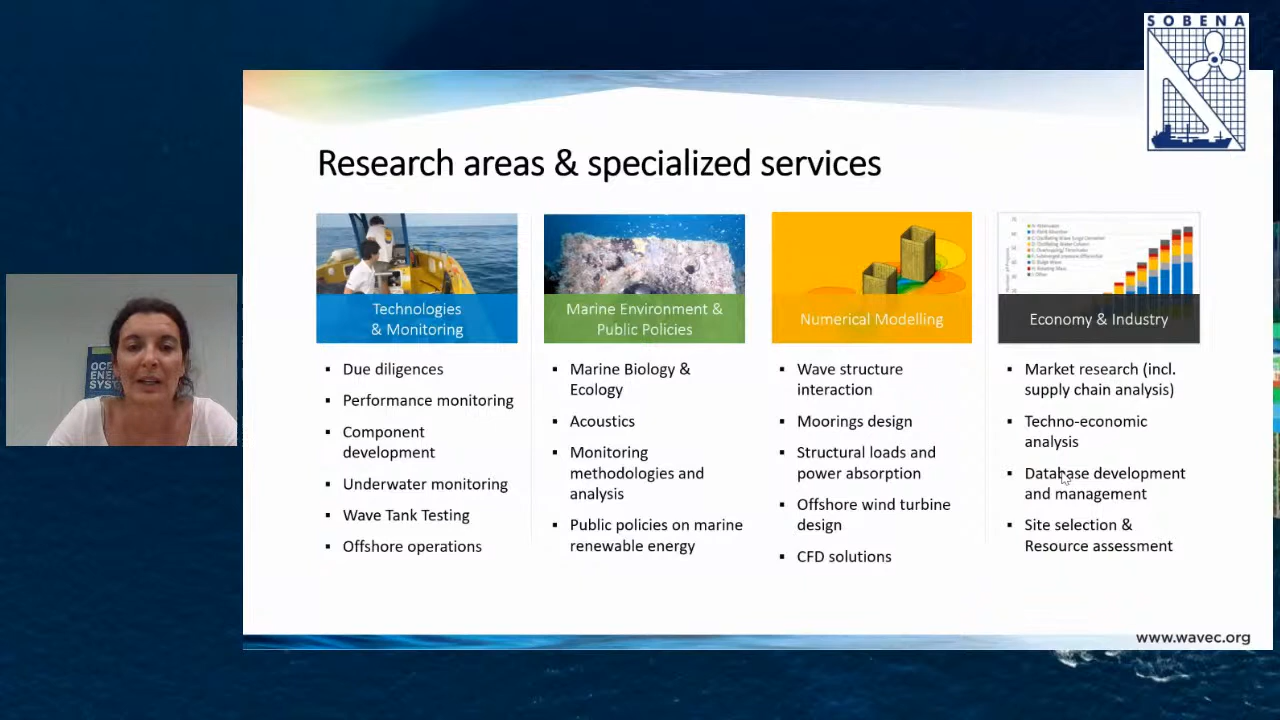 SOBENA
Research areas & specialized services
Technologies
& Monitoring
Due diligences
Performance monitoring
Component
development
Underwater monitoring
Wave Tank Testing
Offshore operations
Marine Environment &
Public Policies
Marine Biology &
Ecology
Acoustics
Monitoring
methodologies and
analysis
Public policies on marine
renewable energy
Numerical Modelling
Wave structure
interaction
Moorings design
Structural loads and
power absorption
Offshore wind turbine
design
CFD solutions
Economy & Industry
Market research (incl.
supply chain analysis)
Techno-economic
analysis
Database development
and management
Site selection &
Resource assessment
www.wavec.org